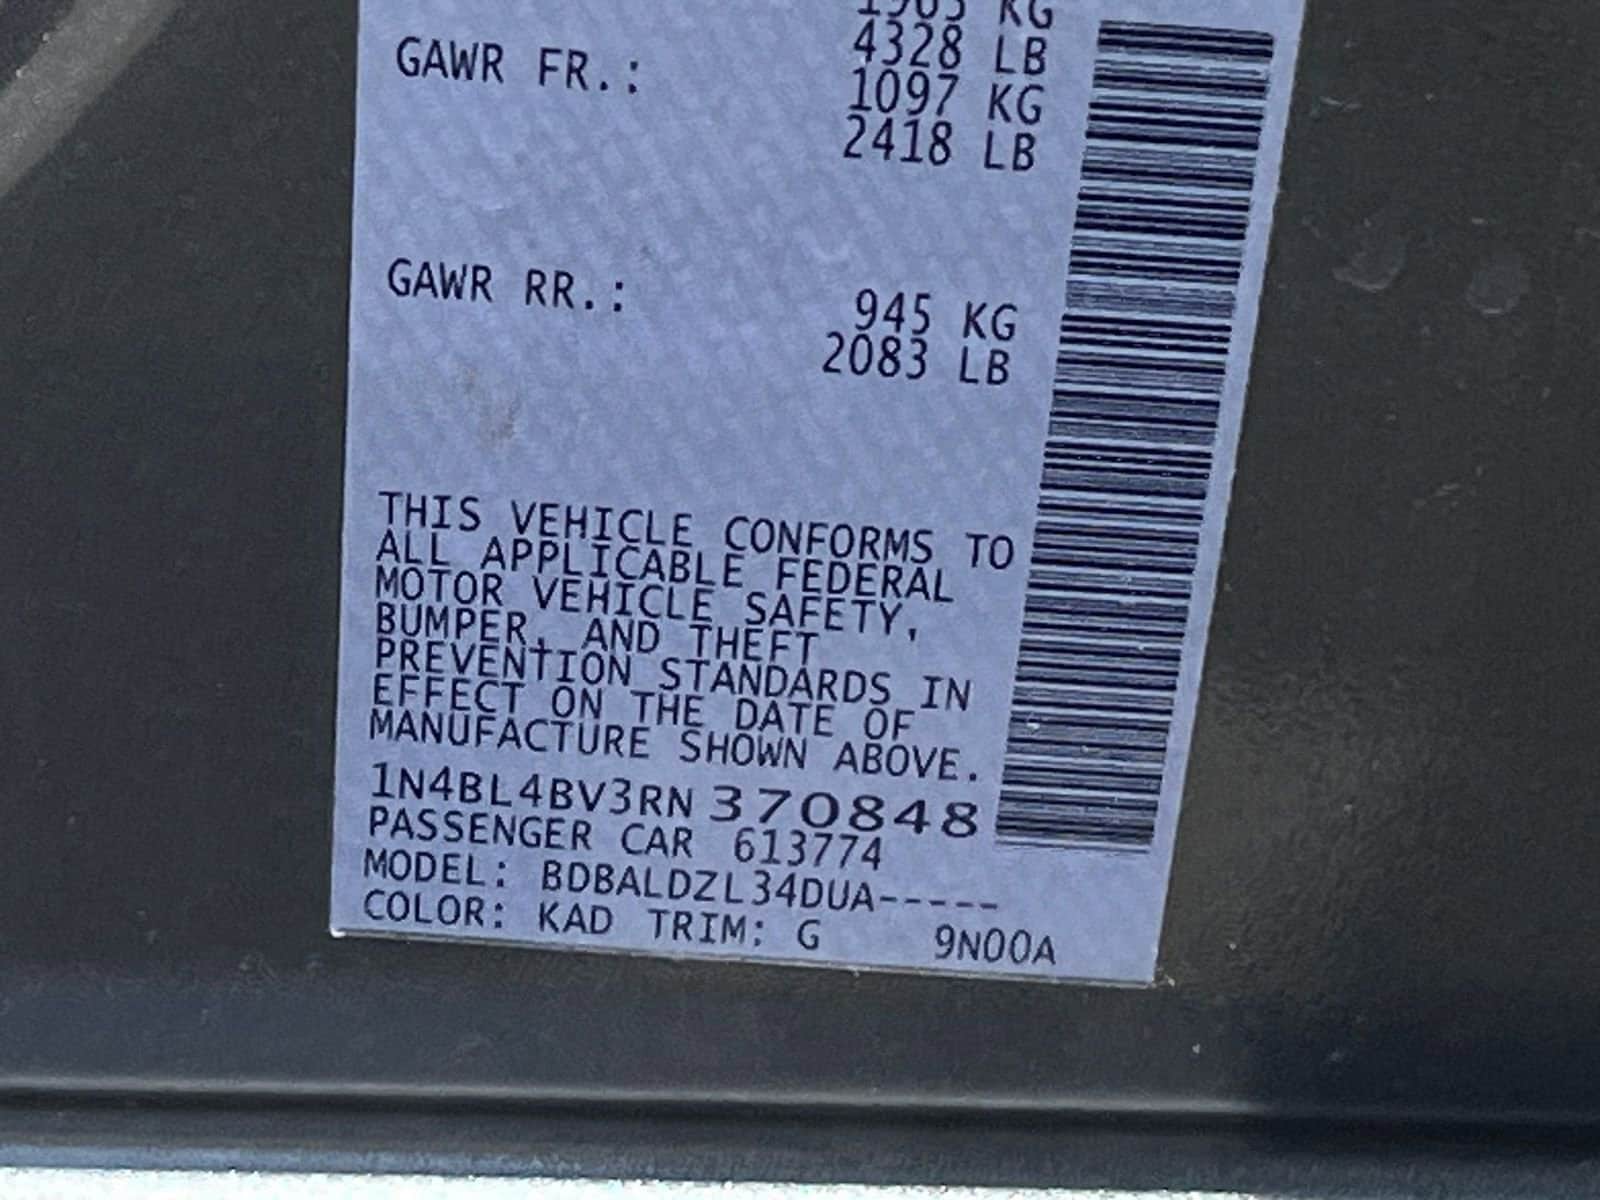 KG
4328 LB
GAWR FR.: 1097 KG
2418 LB
GAWR RR.: 945 KG
2083 LB
THIS VEHICLE CONFORMS TO
ALL APPLICABLE FEDERAL
MOTOR VEHICLE SAFETY,
BUMPER, AND THEFT
PREVENTION STANDARDS IN
EFFECT ON THE DATE OF
MANUFACTURE SHOWN ABOVE.
1N4BL4BV3RN370848
PASSENGER CAR 613774
MODEL: BDBALDZL34DUA-----
COLOR: KAD TRIM: G 9N00A